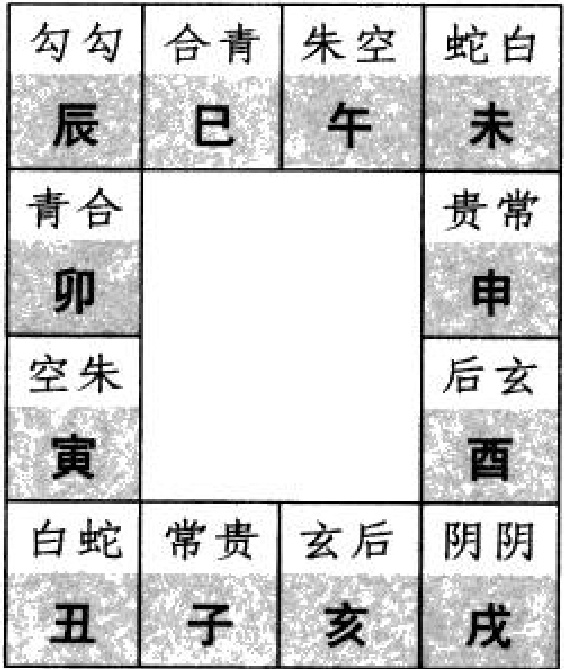 勾勾 合青 朱空 蛇白
辰 巳 午 未
青合 贵常
卯 申
空朱 后玄
寅 酉
白蛇 常贵 玄后 阴阴
丑 子 亥 戌